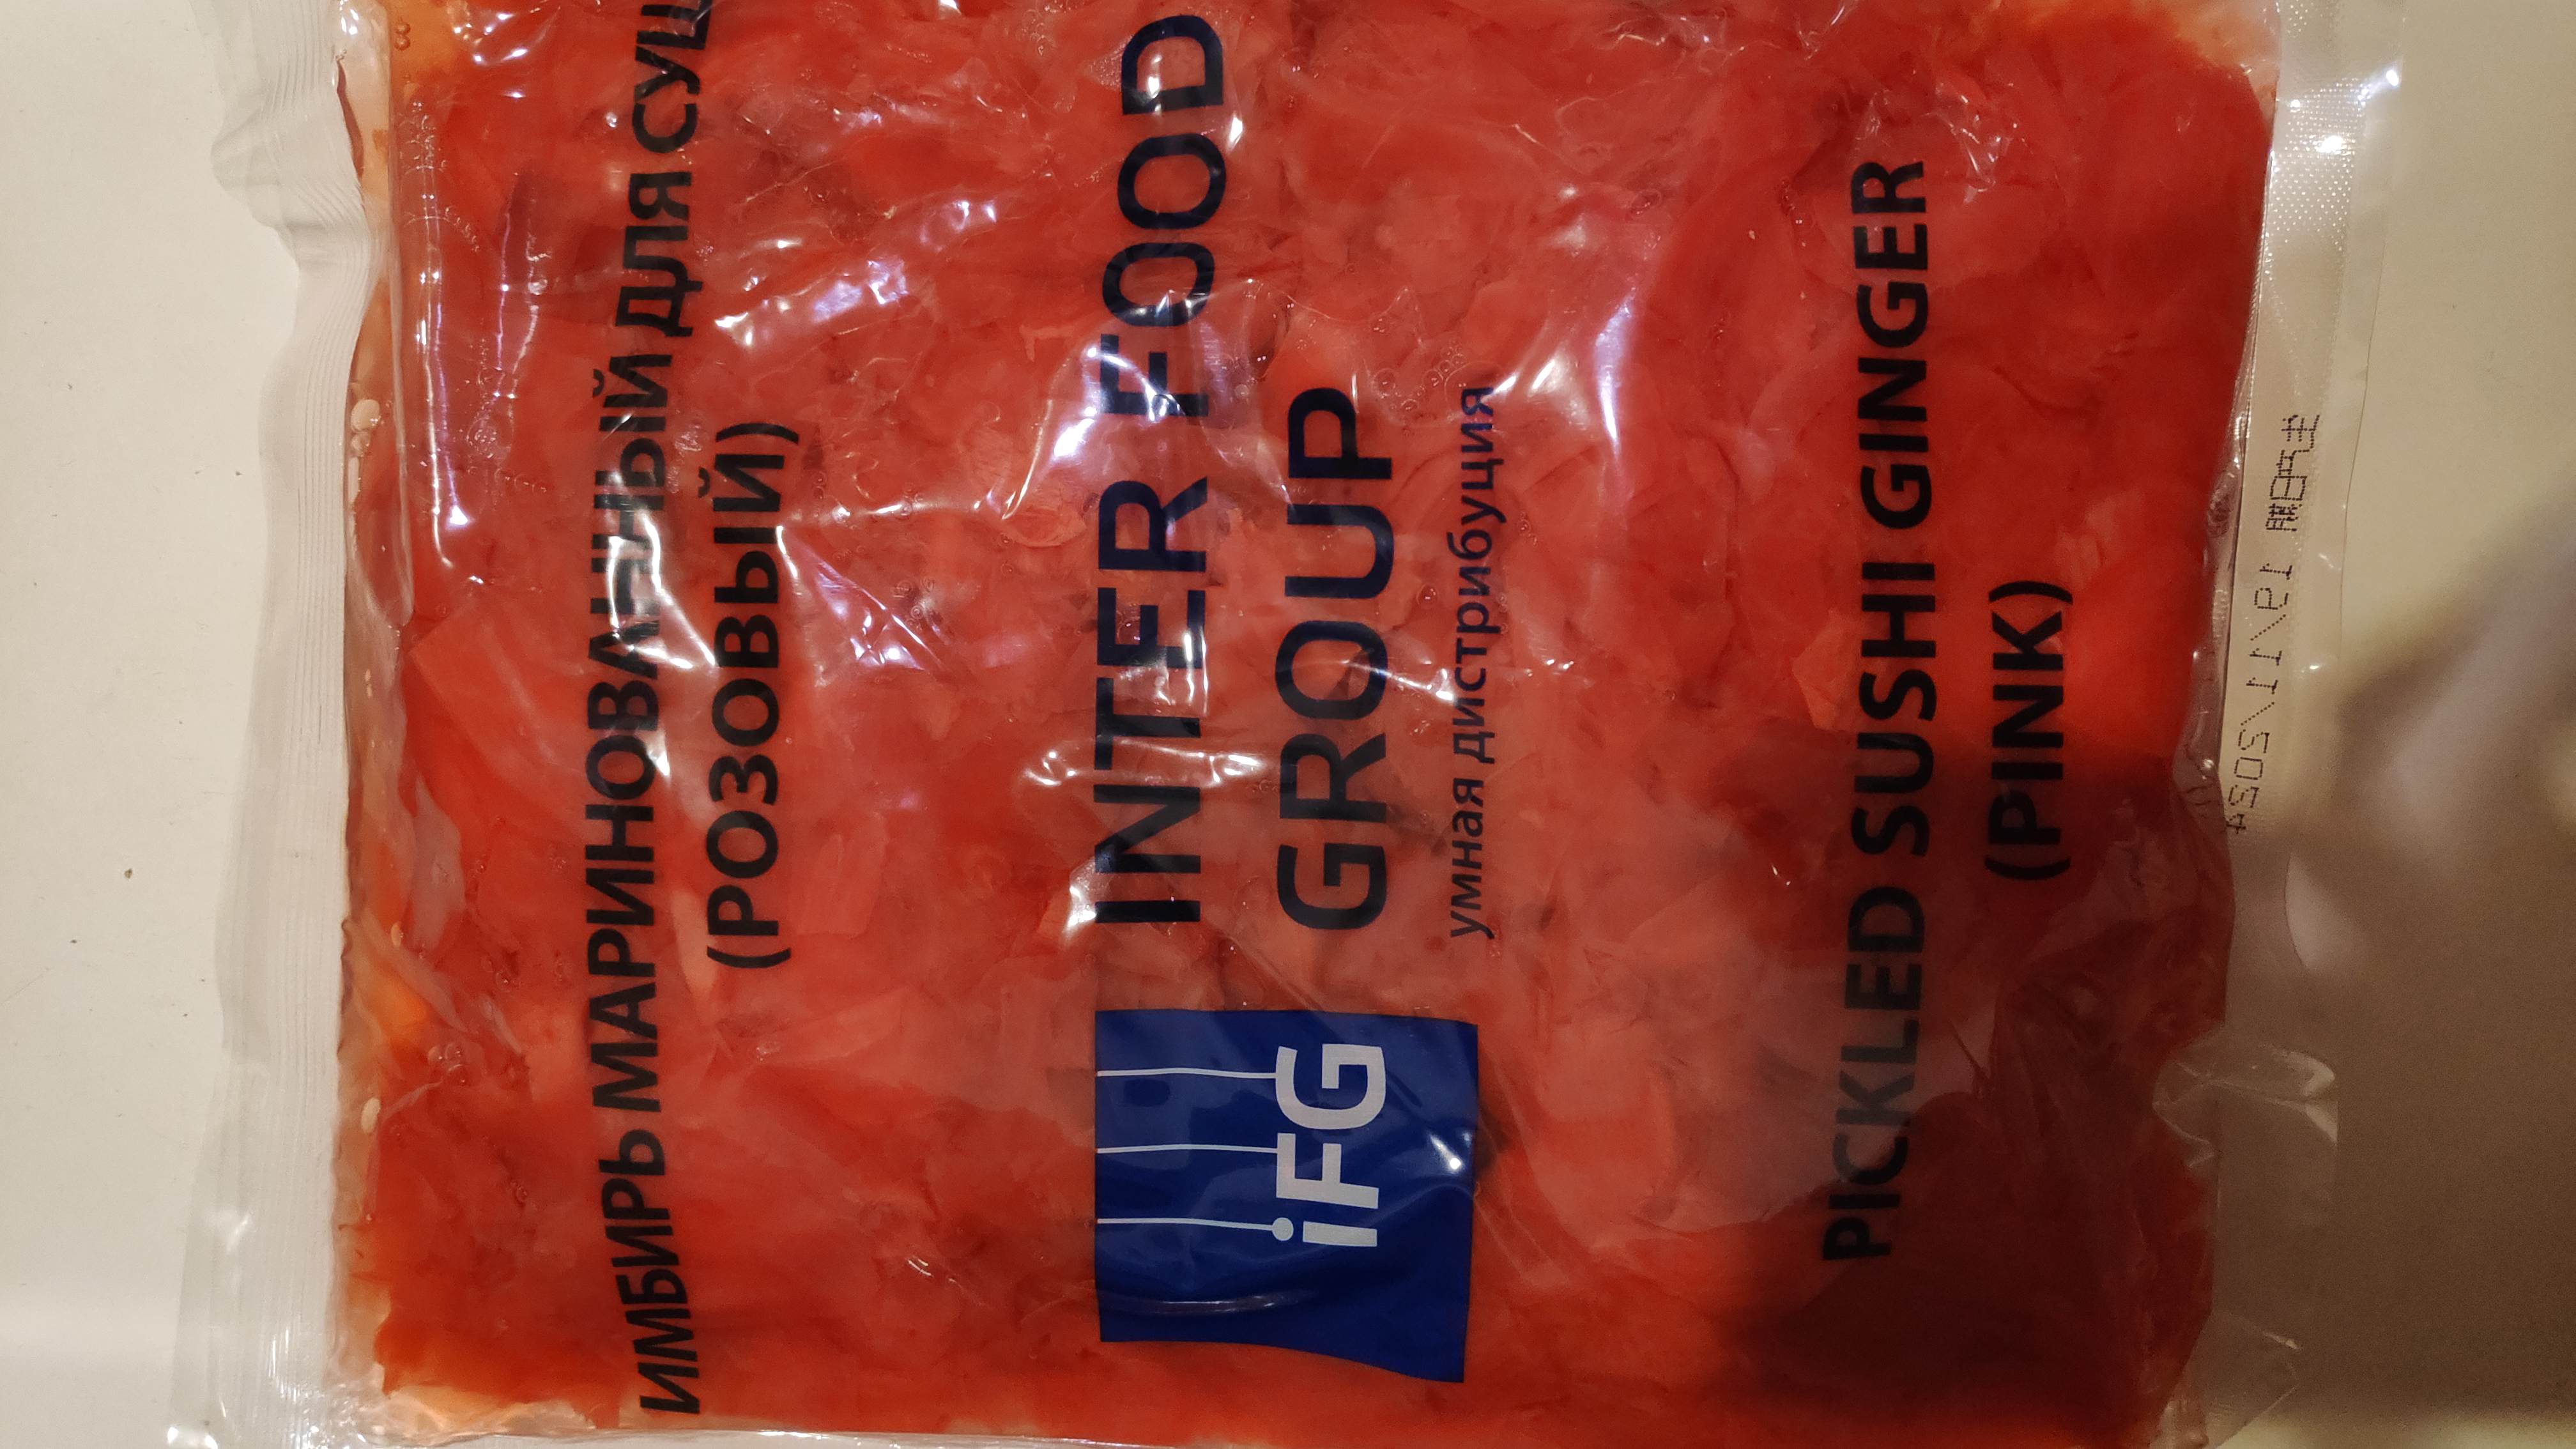 ИМБИРЬ МАРИНОВАННЫЙ ДЛЯ СУШ
(РОЗОВЫЙ)
iFG
INTER FOOD
GROUP
умная дистрибуция
PICKLED SUSHI GINGER
(PINK)